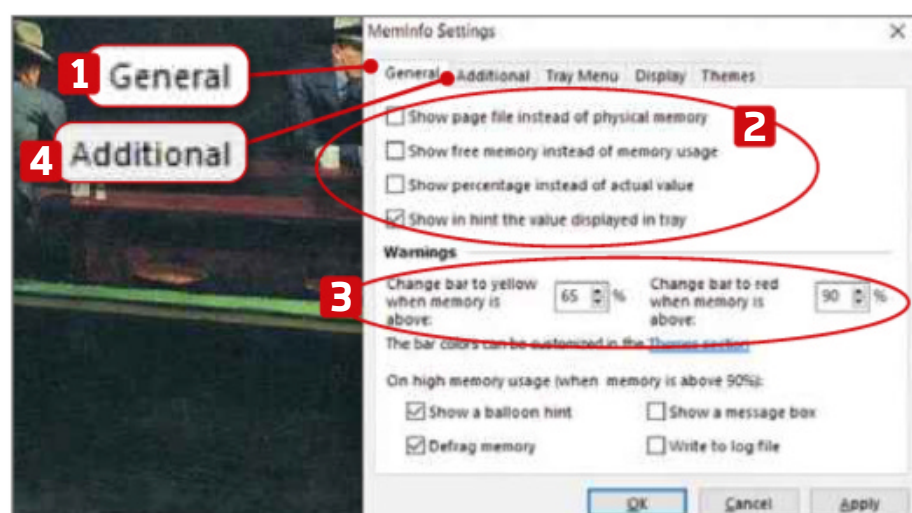 MemInfo Settings
1 General
4 Additional
General Additional Tray Menu Display Themes
2
Show page file instead of physical memory
Show free memory instead of memory usage
Show percentage instead of actual value
Show in hint the value displayed in tray
Warnings
3
Change bar to yellow when memory is above: 65 %
Change bar to red when memory is above: 90 %
The bar colors can be customized in the Themes section
On high memory usage (when memory is above 90%):
Show a balloon hint Show a message box
Defrag memory Write to log file
OK Cancel Apply